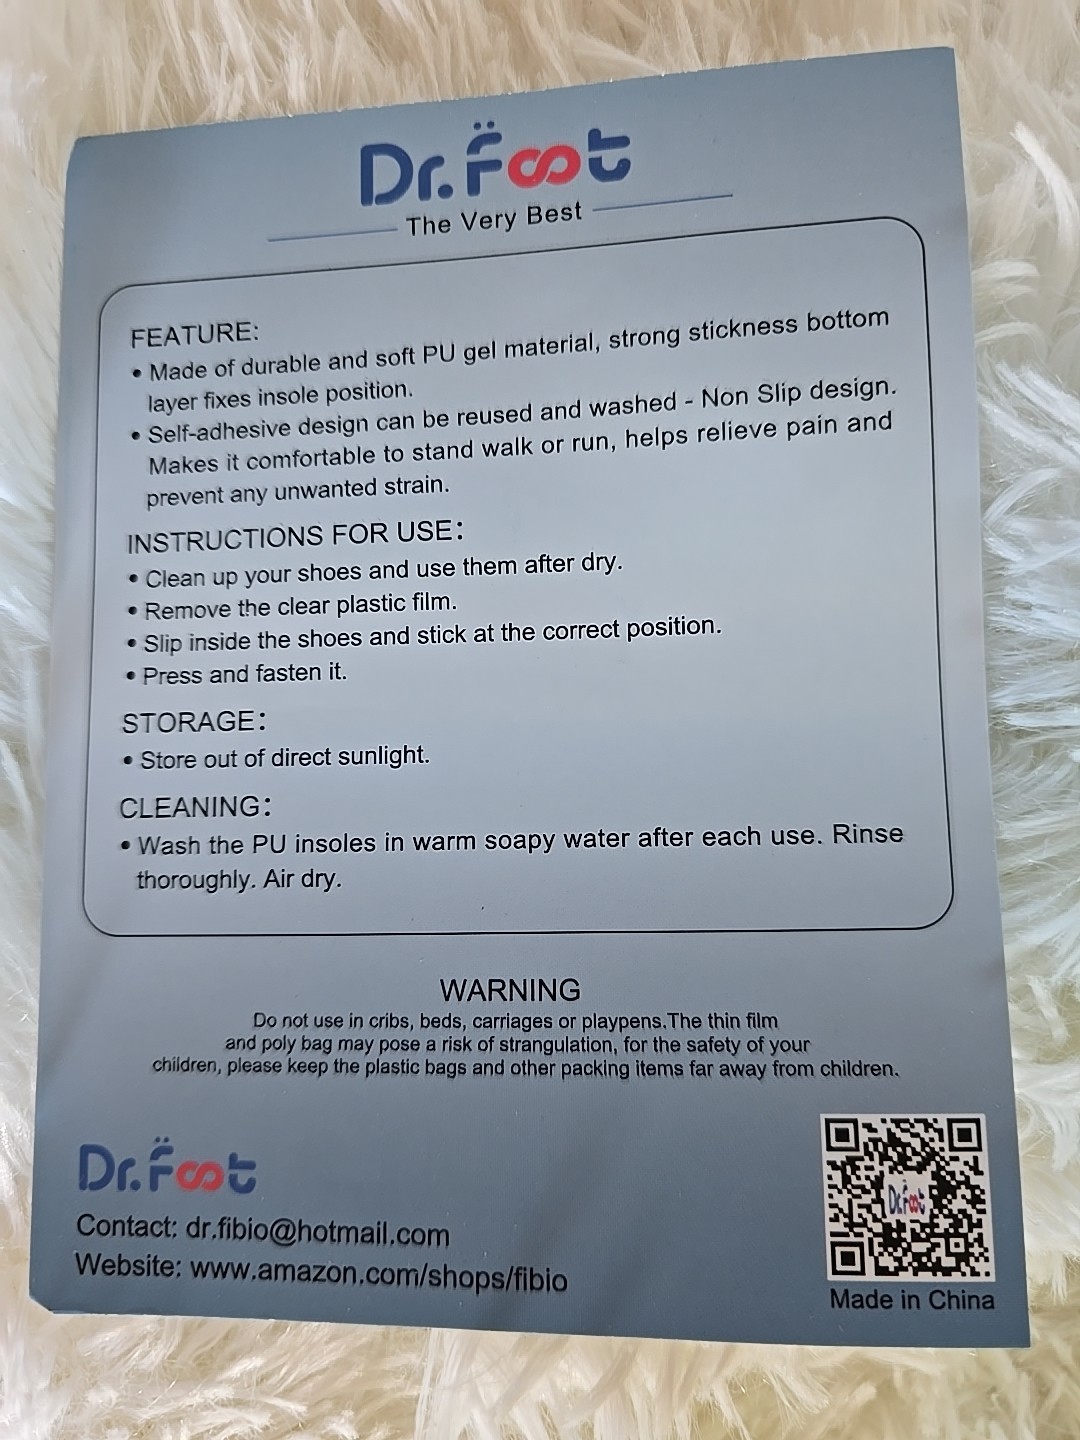 Dr. Foot
The Very Best
FEATURE:
• Made of durable and soft PU gel material, strong stickness bottom
layer fixes insole position.
• Self-adhesive design can be reused and washed - Non Slip design.
Makes it comfortable to stand walk or run, helps relieve pain and
prevent any unwanted strain.
INSTRUCTIONS FOR USE:
• Clean up your shoes and use them after dry.
• Remove the clear plastic film.
• Slip inside the shoes and stick at the correct position.
• Press and fasten it.
STORAGE:
• Store out of direct sunlight.
CLEANING:
• Wash the PU insoles in warm soapy water after each use. Rinse
thoroughly. Air dry.
WARNING
Do not use in cribs, beds, carriages or playpens.The thin film
and poly bag may pose a risk of strangulation, for the safety of your
children, please keep the plastic bags and other packing items far away from children.
Dr. Foot
Contact: dr.fibio@hotmail.com
Website: www.amazon.com/shops/fibio
Dr. Foot
Made in China